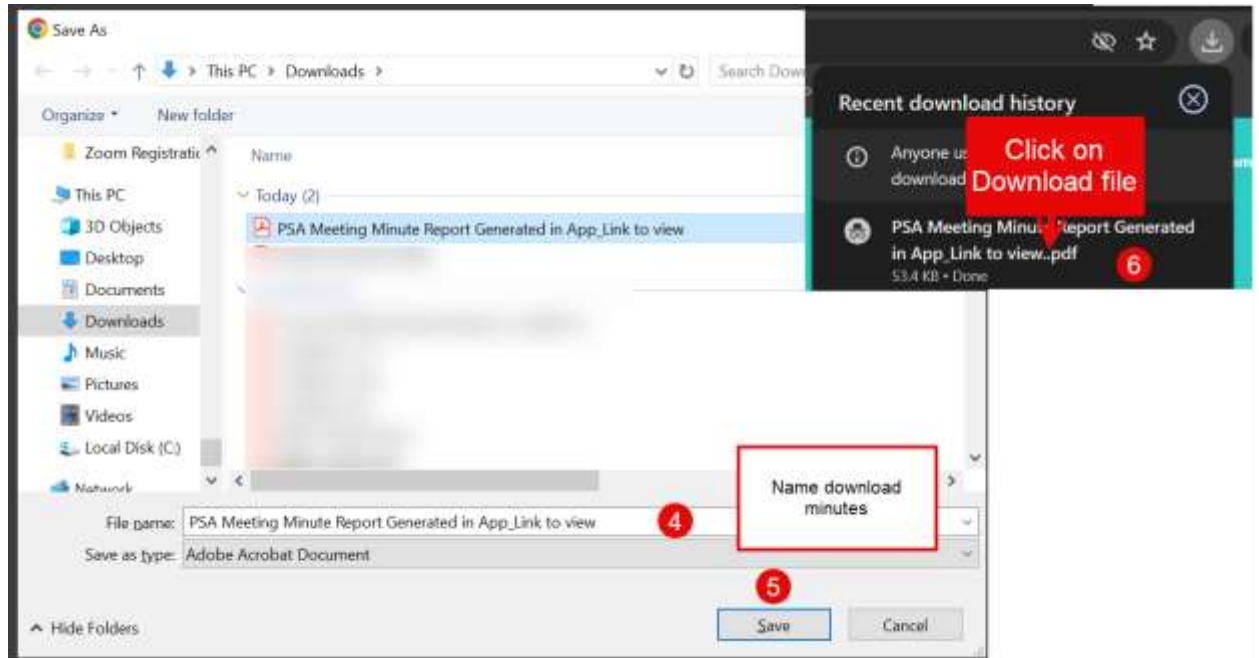 Save As
This PC > Downloads >
Search Down
Organize
New folder
Zoom Registratic
This PC
3D Objects
Desktop
Documents
Downloads
Music
Pictures
Videos
Local Disk (C:)
Network
Name
Today (2)
PSA Meeting Minute Report Generated in App_Link to view
File name: PSA Meeting Minute Report Generated in App_Link to view
4
Name download
minutes
Save as type: Adobe Acrobat Document
5
Hide Folders
Save
Cancel
Recent download history
Anyone us
download
Click on
Download file
PSA Meeting Minu Report Generated
in App_Link to view..pdf
6
53.4 KB • Done